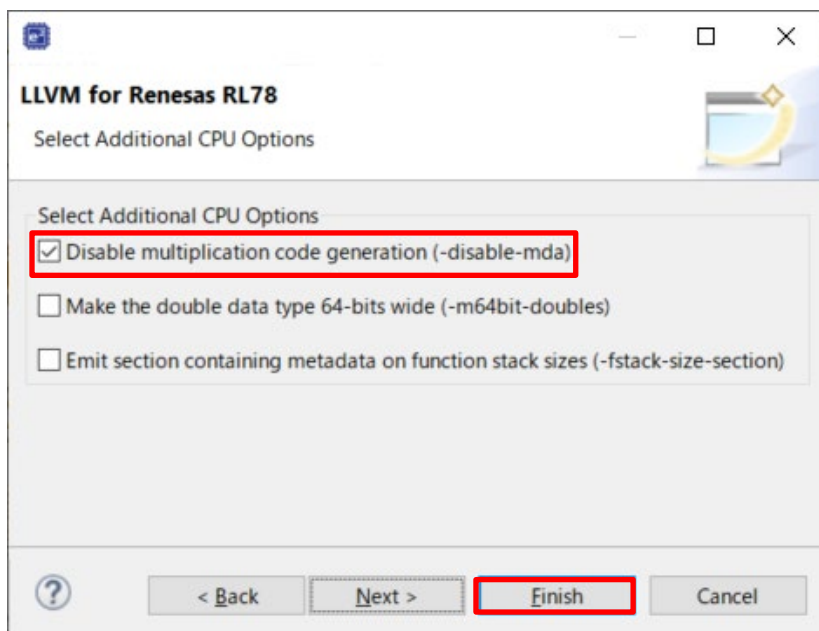 LLVM for Renesas RL78
Select Additional CPU Options
Select Additional CPU Options
Disable multiplication code generation (-disable-mda)
Make the double data type 64-bits wide (-m64bit-doubles)
Emit section containing metadata on function stack sizes (-fstack-size-section)
? < Back Next > Finish Cancel